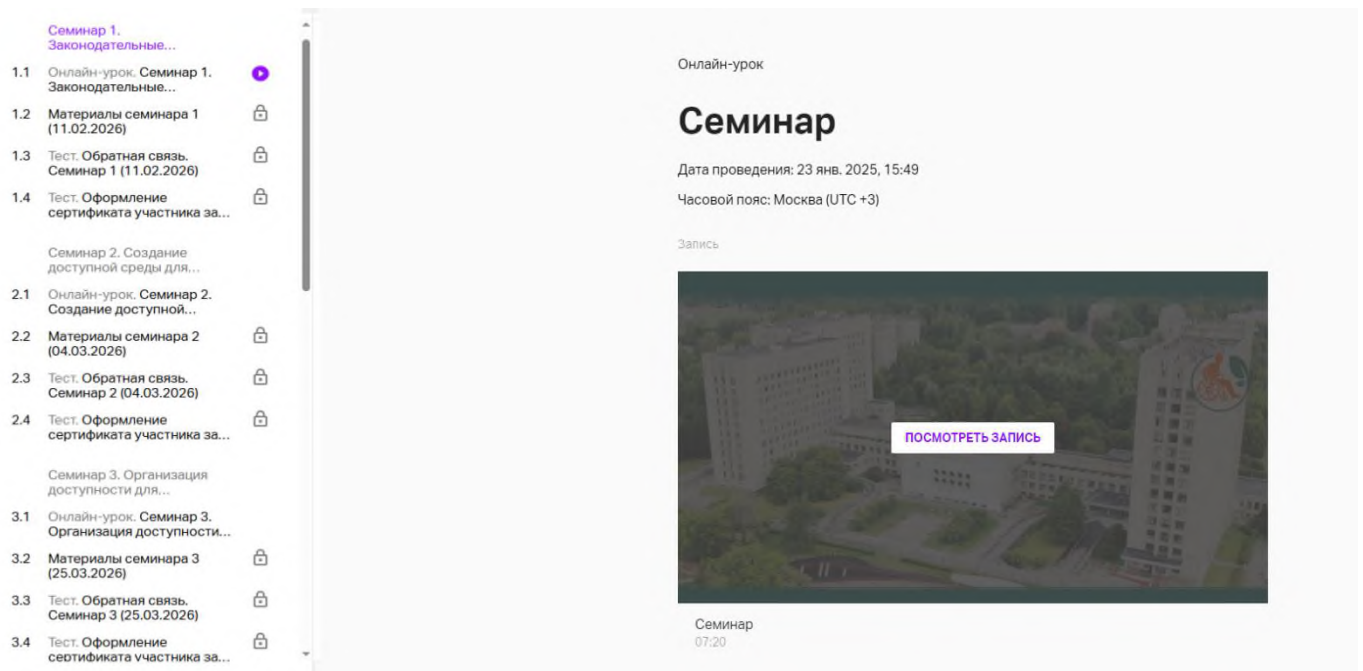 Семинар 1.
Законодательные...
1.1 Онлайн-урок. Семинар 1.
Законодательные...
1.2 Материалы семинара 1
(11.02.2026)
1.3 Тест. Обратная связь.
Семинар 1 (11.02.2026)
1.4 Тест. Оформление
сертификата участника за...
Семинар 2. Создание
доступной среды для...
2.1 Онлайн-урок. Семинар 2.
Создание доступной...
2.2 Материалы семинара 2
(04.03.2026)
2.3 Тест. Обратная связь.
Семинар 2 (04.03.2026)
2.4 Тест. Оформление
сертификата участника за...
Семинар 3. Организация
доступности для...
3.1 Онлайн-урок. Семинар 3.
Организация доступности...
3.2 Материалы семинара 3
(25.03.2026)
3.3 Тест. Обратная связь.
Семинар 3 (25.03.2026)
3.4 Тест. Оформление
сертификата участника за...
Онлайн-урок
Семинар
Дата проведения: 23 янв. 2025, 15:49
Часовой пояс: Москва (UTC +3)
Запись
ПОСМОТРЕТЬ ЗАПИСЬ
Семинар
07:20